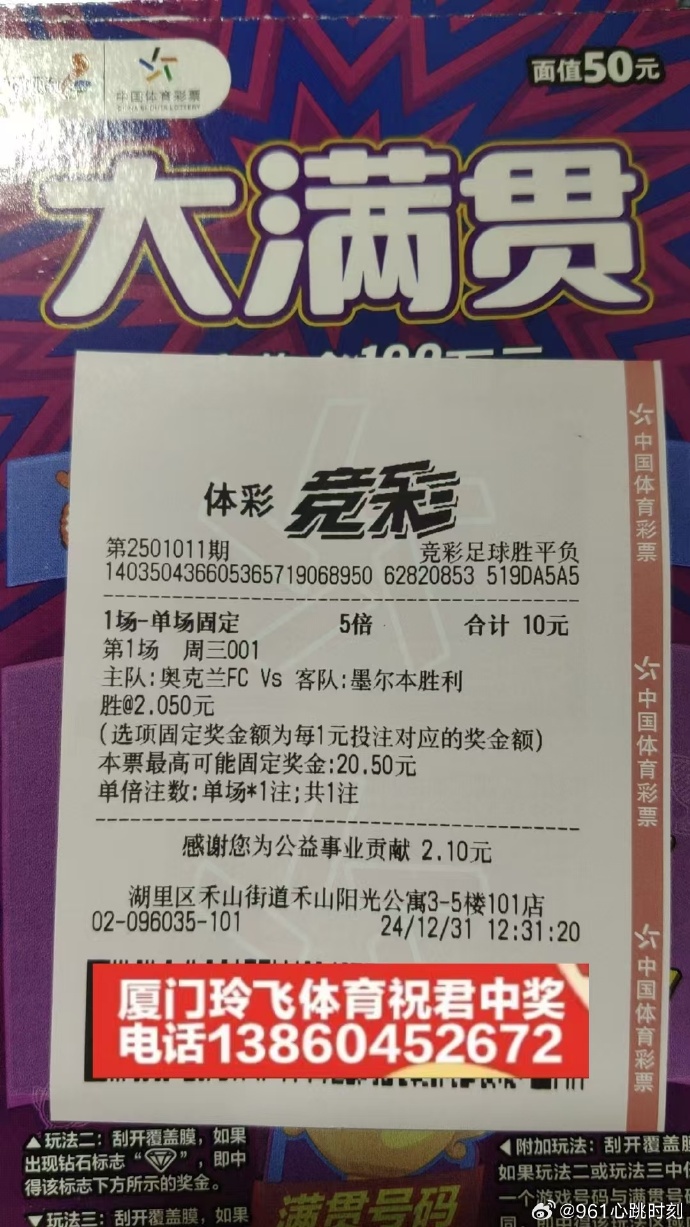 中国体育彩票
CHINA SPORTS LOTTERY
面值50元
大满贯
100万元
体彩 竞彩
第2501011期 竞彩足球胜平负
140350436605365719068950 62820853 519DA5A5
1场-单场固定 5倍 合计 10元
第1场 周三001
主队:奥克兰FC Vs 客队:墨尔本胜利
胜@2.050元
(选项固定奖金额为每1元投注对应的奖金额)
本票最高可能固定奖金:20.50元
单倍注数:单场*1注;共1注
感谢您为公益事业贡献 2.10元
湖里区禾山街道禾山阳光公寓3-5楼101店
02-096035-101 24/12/31 12:31:20
中国体育彩票
中国体育彩票
中国体育彩票
厦门玲飞体育祝君中奖
电话13860452672
▲玩法二：刮开覆盖膜，如果
出现钻石标志“ ”，即中
得该标志下方所示的奖金。
▲玩法三：刮开覆盖膜，如果
满贯号码
◀附加玩法：刮开覆盖膜
如果玩法二或玩法三中
一个游戏号码与满贯号
@961心跳时刻